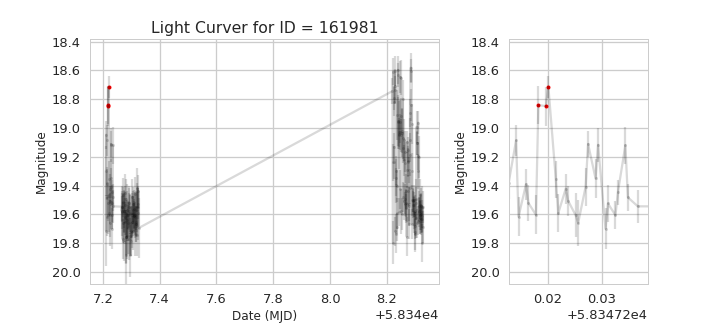 Light Curver for ID = 161981
18.4
18.6
18.8
19.0
19.2
19.4
19.6
19.8
20.0
Magnitude
7.2 7.4 7.6 7.8 8.0 8.2
Date (MJD)
+5.834e4
18.4
18.6
18.8
19.0
19.2
19.4
19.6
19.8
20.0
Magnitude
0.02 0.03
+5.83472e4